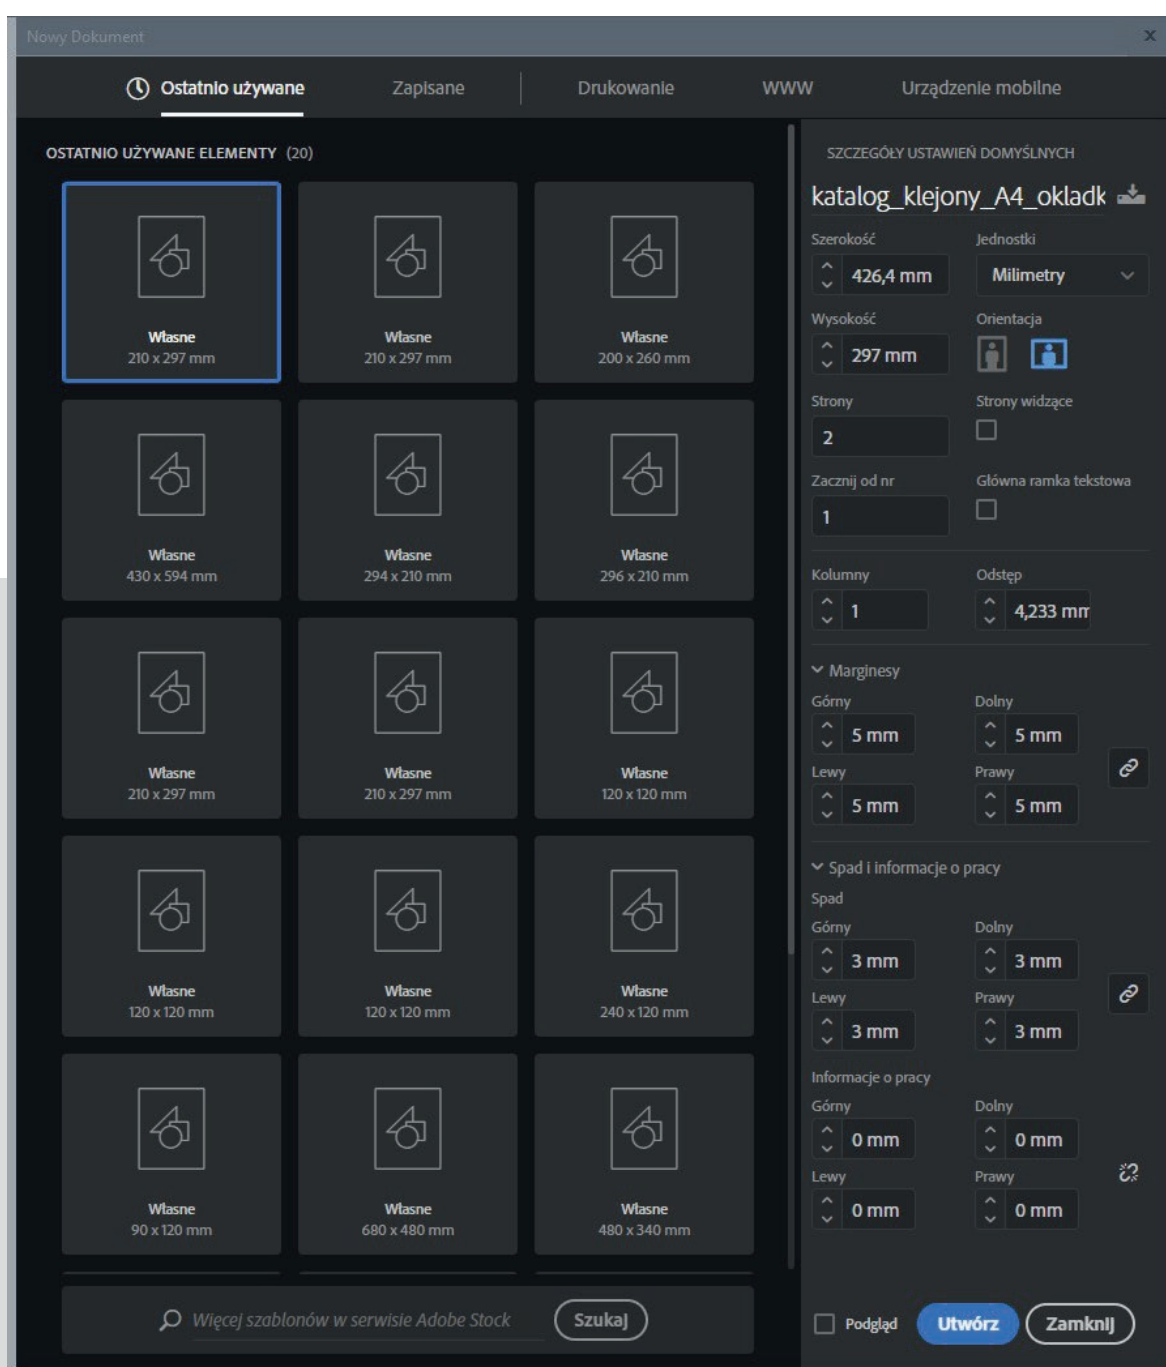 Nowy Dokument
x
Ostatnio używane
Zapisane
Drukowanie
WWW
Urządzenie mobilne
OSTATNIO UŻYWANE ELEMENTY (20)
Własne
210 x 297 mm
Własne
210 x 297 mm
Własne
200 x 260 mm
Własne
430 x 594 mm
Własne
294 x 210 mm
Własne
296 x 210 mm
Własne
210 x 297 mm
Własne
210 x 297 mm
Własne
120 x 120 mm
Własne
120 x 120 mm
Własne
120 x 120 mm
Własne
240 x 120 mm
Własne
90 x 120 mm
Własne
680 x 480 mm
Własne
480 x 340 mm
Więcej szablonów w serwisie Adobe Stock
Szukaj
SZCZEGÓŁY USTAWIEŃ DOMYŚLNYCH
katalog_klejony_A4_okladk
Szerokość
Jednostki
426,4 mm
Milimetry
Wysokość
Orientacja
297 mm
Strony
Strony widzące
2
Zacznij od nr
Główna ramka tekstowa
1
Kolumny
Odstęp
1
4,233 mm
Marginesy
Górny
Dolny
5 mm
5 mm
Lewy
Prawy
5 mm
5 mm
Spad i informacje o pracy
Spad
Górny
Dolny
3 mm
3 mm
Lewy
Prawy
3 mm
3 mm
Informacje o pracy
Górny
Dolny
0 mm
0 mm
Lewy
Prawy
0 mm
0 mm
Podgląd
Utwórz
Zamknij